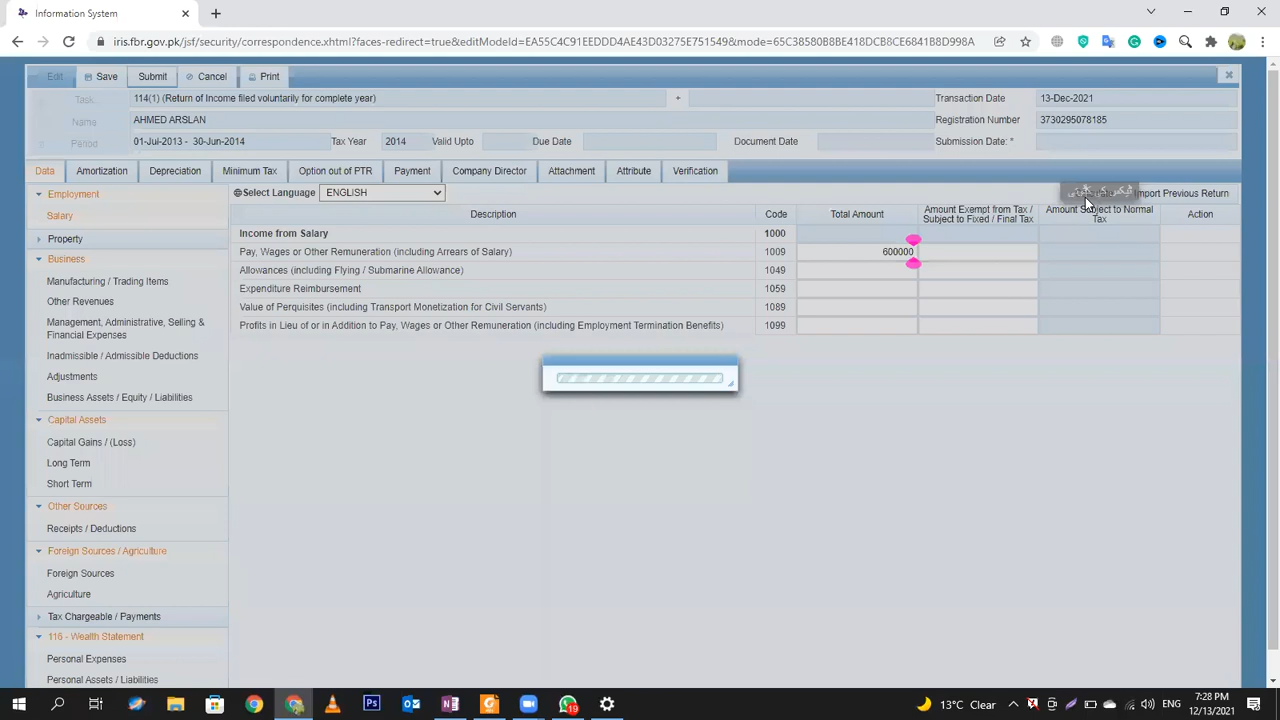 Information System
iris.fbr.gov.pk/jsf/security/correspondence.xhtml?faces-redirect=true&editModeId=EA55C4C91EEDDD4AE43D03275E751549&mode=65C38580BBE418DCB8CE6841B8D9CA
Edit Save Submit Cancel Print
Task 114(1) (Return of Income filed voluntarily for complete year) + Transaction Date 13-Dec-2021
Name AHMED ARSLAN Registration Number 3730295078185
Period 01-Jul-2013 - 30-Jun-2014 Tax Year 2014 Valid Upto Due Date Document Date Submission Date: *
Data Amortization Depreciation Minimum Tax Option out of PTR Payment Company Director Attachment Attribute Verification
Select Language ENGLISH Import Previous Return
Description Code Total Amount Amount Exempt from Tax / Subject to Fixed / Final Tax Amount Subject to Normal Tax Action
Income from Salary 1000
Pay, Wages or Other Remuneration (including Arrears of Salary) 1009 600000
Allowances (including Flying / Submarine Allowance) 1049
Expenditure Reimbursement 1059
Value of Perquisites (including Transport Monetization for Civil Servants) 1089
Profits in Lieu of or in Addition to Pay, Wages or Other Remuneration (including Employment Termination Benefits) 1099
Employment
Salary
Property
Business
Manufacturing / Trading Items
Other Revenues
Management, Administrative, Selling &
Financial Expenses
Inadmissible / Admissible Deductions
Adjustments
Business Assets / Equity / Liabilities
Capital Assets
Capital Gains / (Loss)
Long Term
Short Term
Other Sources
Receipts / Deductions
Foreign Sources / Agriculture
Foreign Sources
Agriculture
Tax Chargeable / Payments
116 - Wealth Statement
Personal Expenses
Personal Assets / Liabilities
19
13°C Clear
7:28 PM
12/13/2021